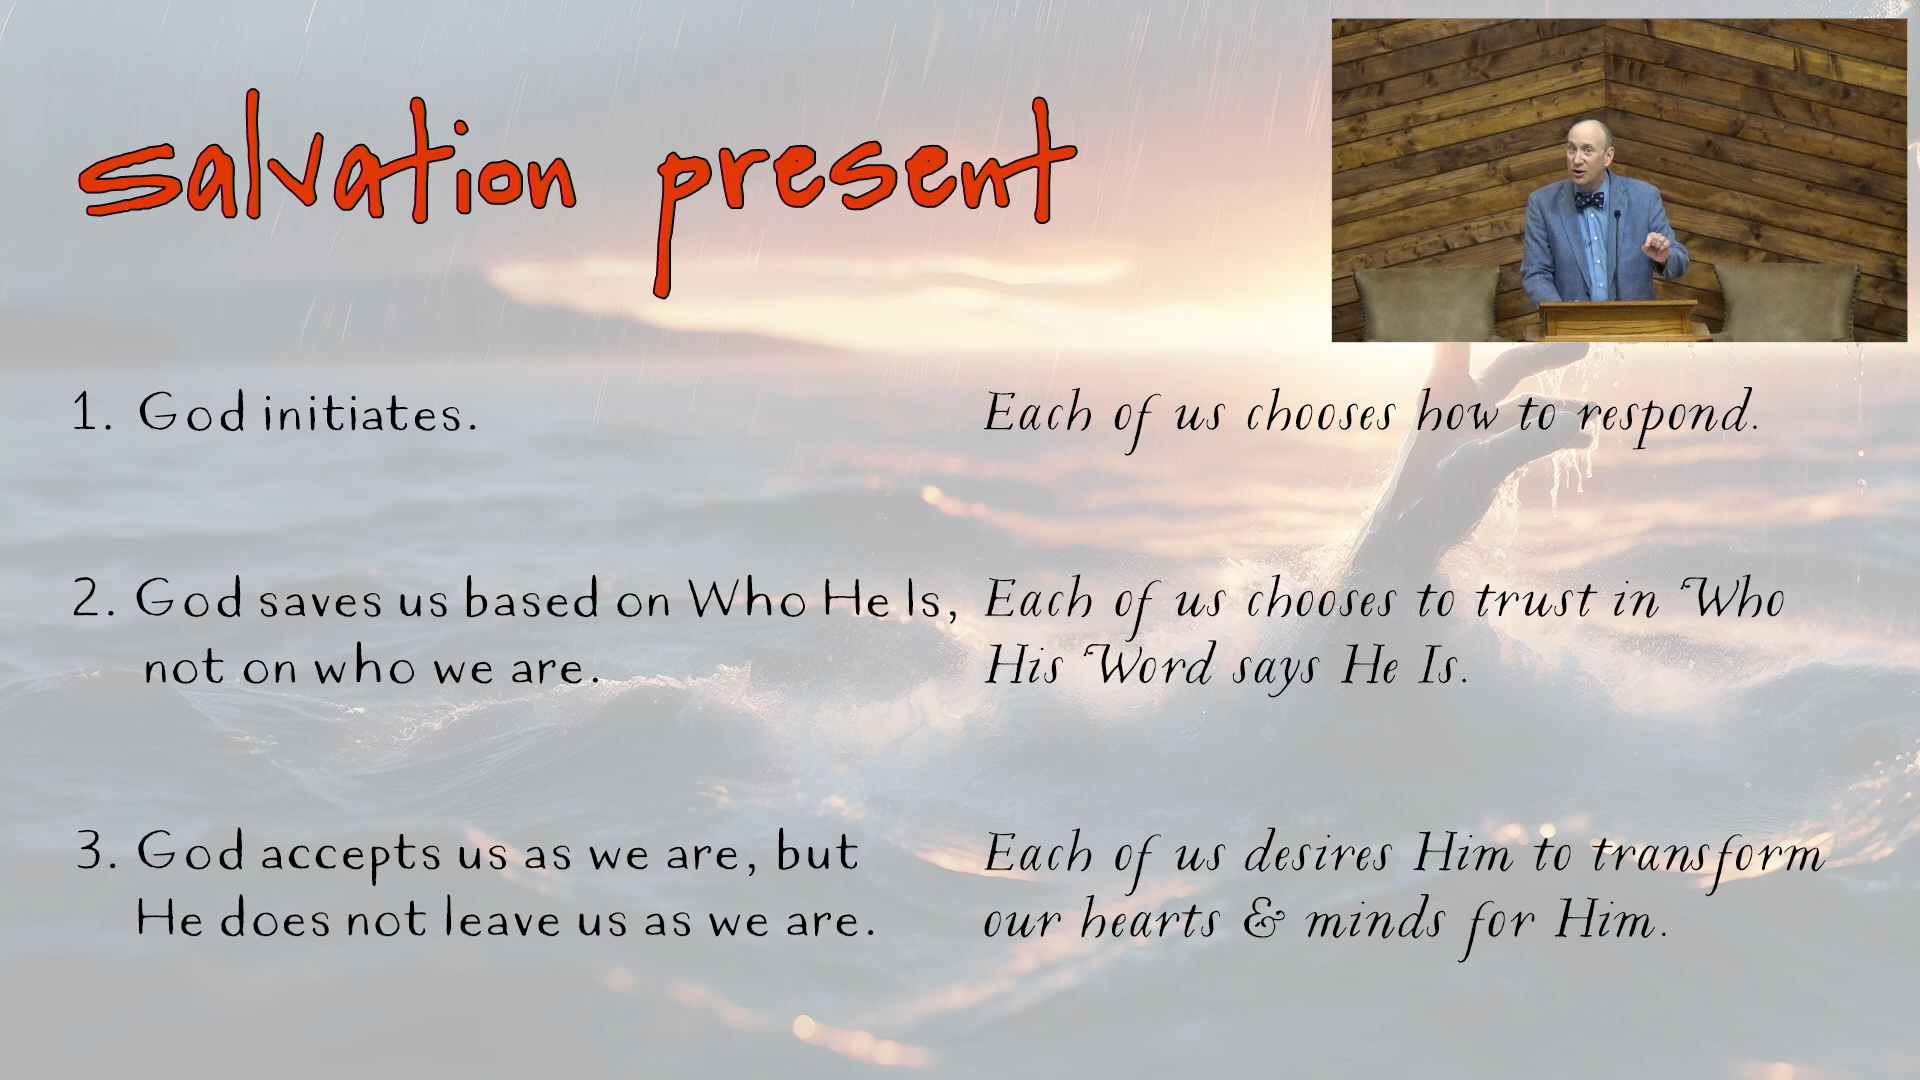 salvation present
1. God initiates.
Each of us chooses how to respond.
2. God saves us based on Who He Is,
not on who we are.
Each of us chooses to trust in Who
His Word says He Is.
3. God accepts us as we are, but
He does not leave us as we are.
Each of us desires Him to transform
our hearts & minds for Him.